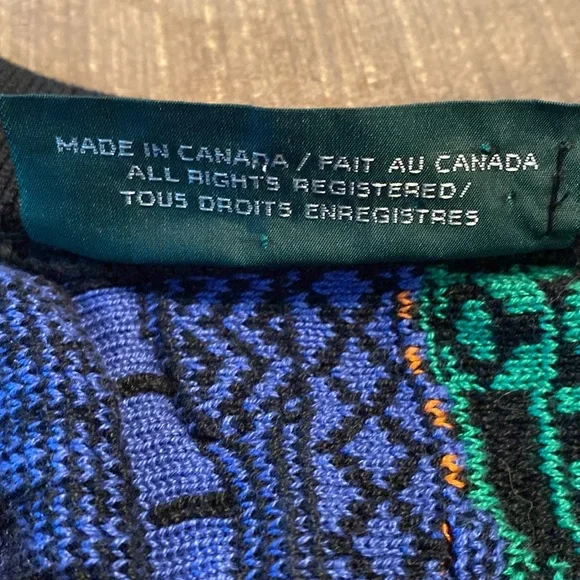 MADE IN CANADA / FAIT AU CANADA
ALL RIGHTS REGISTERED/
TOUS DROITS ENREGISTRES